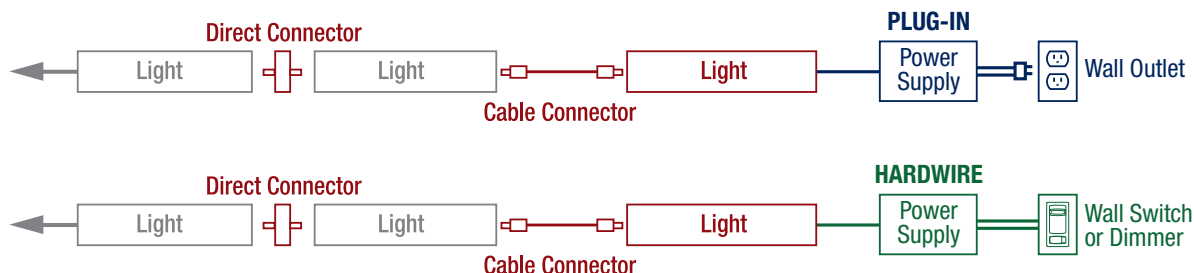 PLUG-IN
Direct Connector
Light
Light
Light
Power
Supply
Wall Outlet
Cable Connector
HARDWIRE
Direct Connector
Light
Light
Light
Power
Supply
Wall Switch
or Dimmer
Cable Connector